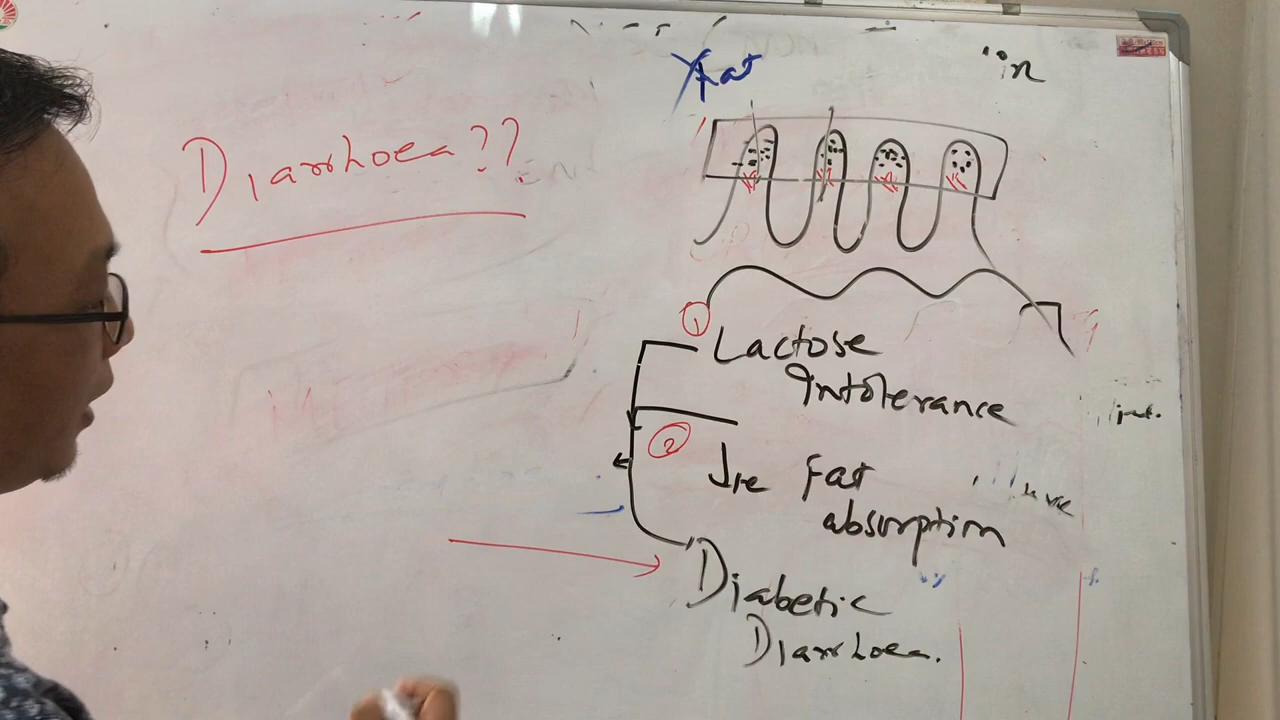 Diarrhoea??
fat
in
①
Lactose
Intolerance
②
↓re Fat
absorption
Diabetic
Diarrhoea.